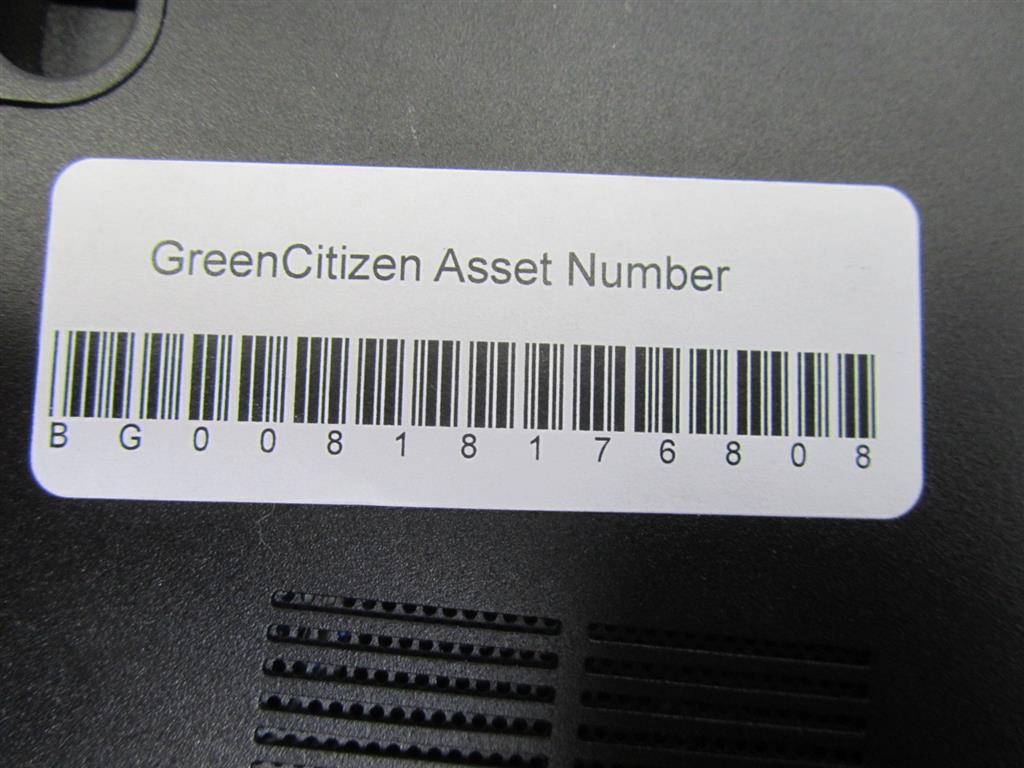 GreenCitizen Asset Number
B G 0 0 8 1 8 1 7 6 8 0 8